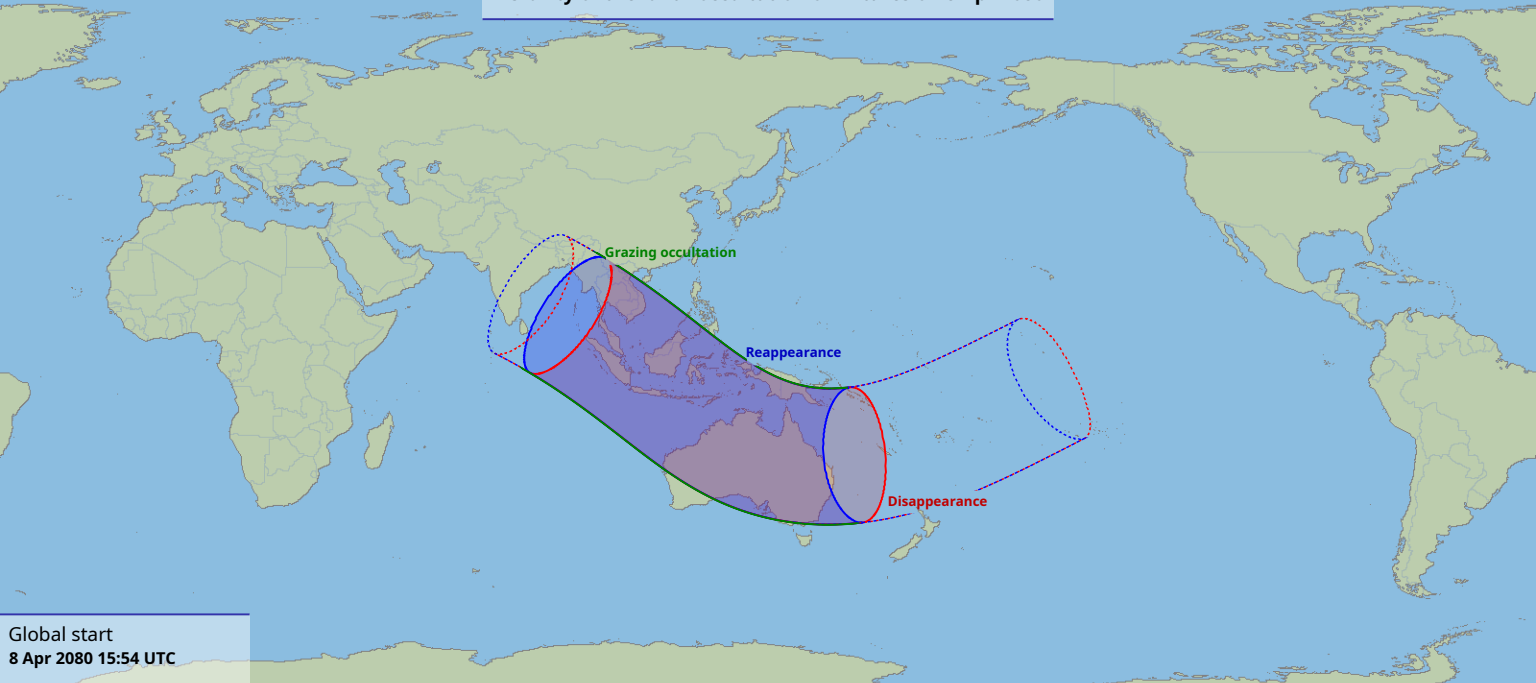 Grazing occultation
Reappearance
Disappearance
Global start
8 Apr 2080 15:54 UTC